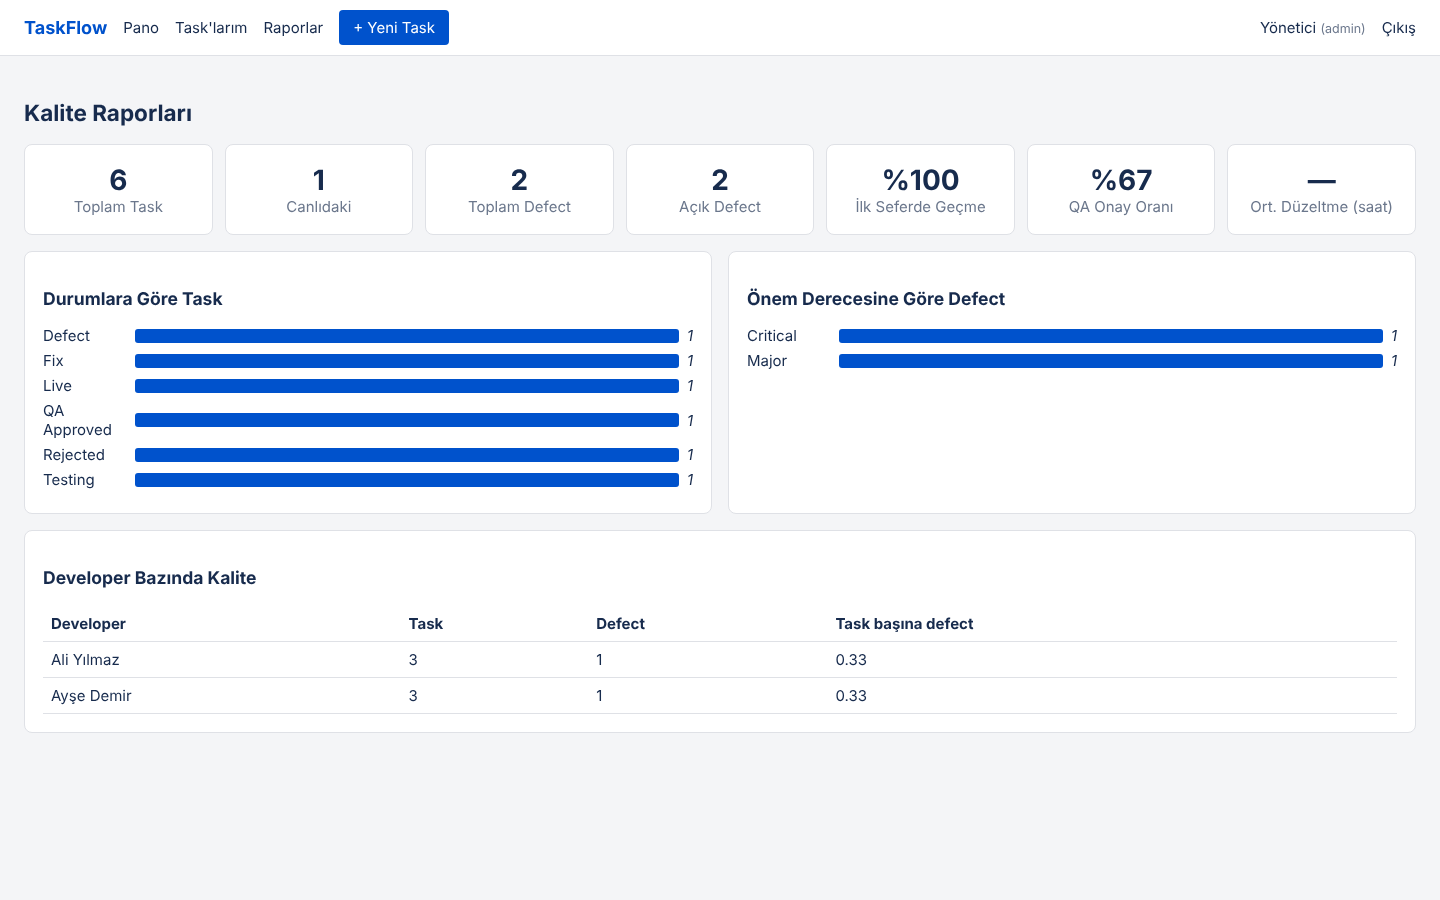 TaskFlow Pano Task'larım Raporlar + Yeni Task Yönetici (admin) Çıkış
Kalite Raporları
6 1 2 2 %100 %67 —
Toplam Task Canlıdaki Toplam Defect Açık Defect İlk Seferde Geçme QA Onay Oranı Ort. Düzeltme (saat)
Durumlara Göre Task
Defect 1
Fix 1
Live 1
QA
Approved 1
Rejected 1
Testing 1
Önem Derecesine Göre Defect
Critical 1
Major 1
Developer Bazında Kalite
Developer Task Defect Task başına defect
Ali Yılmaz 3 1 0.33
Ayşe Demir 3 1 0.33